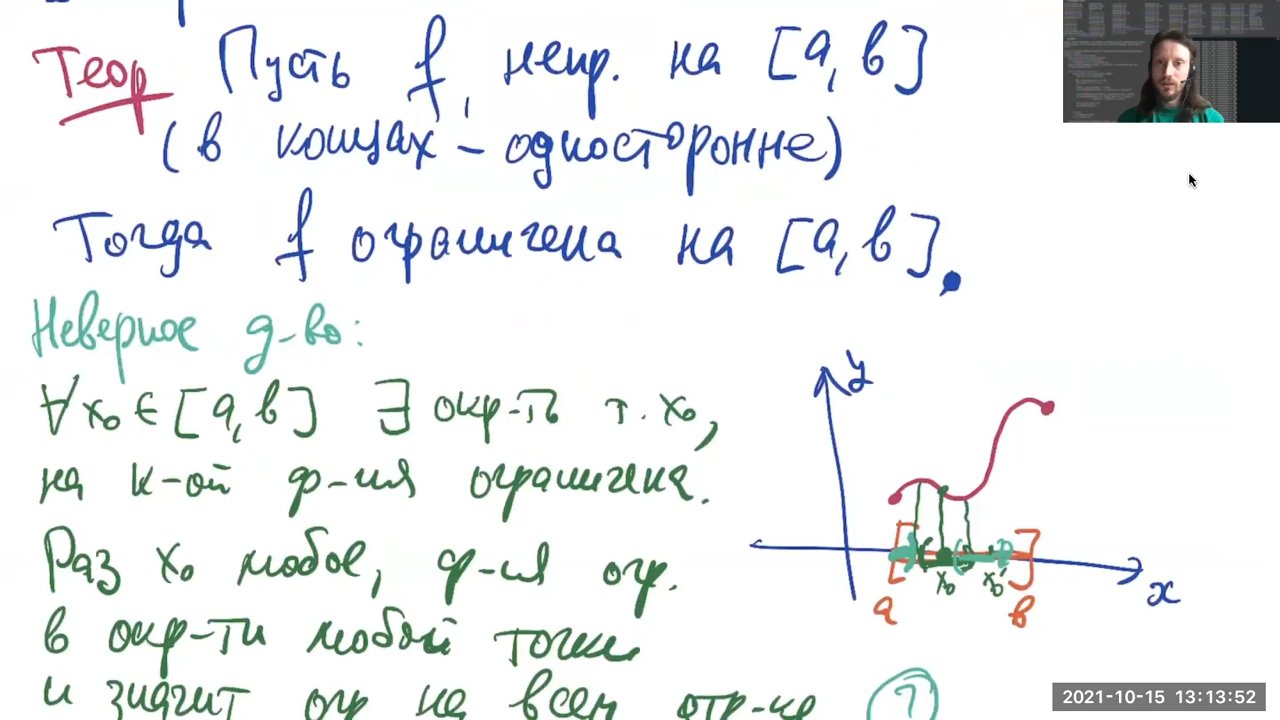 Теор Пусть f непр. на [a, b]
(в концах - односторонне)
Тогда f ограничена на [a, b].
Неверное д-во:
∀ x₀ ∈ [a, b] ∃ окр-ть т. x₀,
на к-ой ф-ия ограничена.
Раз x₀ любое, ф-ия огр.
в окр-ти любой точки
и значит огр на всем отр-ке
?
y
x₀
x₀'
a
b
x
2021-10-15 13:13:52